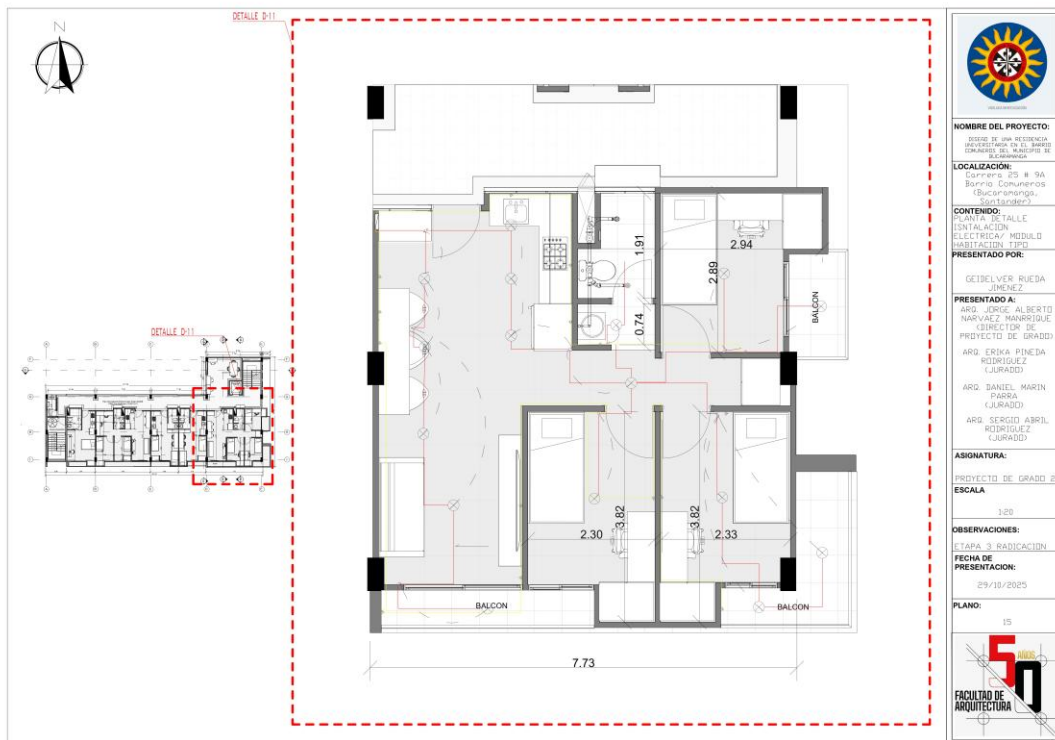 DETALLE D-11
N
1.91
2.94
2.89
0.74
BALCON
DETALLE D-11
2.30
3.82
3.82
2.33
BALCON
BALCON
7.73
NOMBRE DEL PROYECTO:
DISEÑO DE UNA RESIDENCIA
UNIVERSITARIA EN EL BARRIO
COMUNEROS DEL MUNICIPIO DE
BUCARAMANGA
LOCALIZACIÓN:
Carrera 25 # 9A
Barrio Comuneros
(Bucaramanga,
Santander)
CONTENIDO:
PLANTA DETALLE
ISNTALACION
ELECTRICA/ MODULO
HABITACION TIPO
PRESENTADO POR:
GEIDELVER RUEDA
JIMENEZ
PRESENTADO A:
ARQ. JORGE ALBERTO
NARVAEZ MANRRIQUE
(DIRECTOR DE
PROYECTO DE GRADO)
ARQ. ERIKA PINEDA
RODRIGUEZ
(JURADO)
ARQ. DANIEL MARIN
PARRA
(JURADO)
ARQ. SERGIO ABRIL
RODRIGUEZ
(JURADO)
ASIGNATURA:
PROYECTO DE GRADO 2
ESCALA
1:20
OBSERVACIONES:
ETAPA 3 RADICACION
FECHA DE
PRESENTACION:
29/10/2025
PLANO:
15
50
AÑOS
FACULTAD DE
ARQUITECTURA